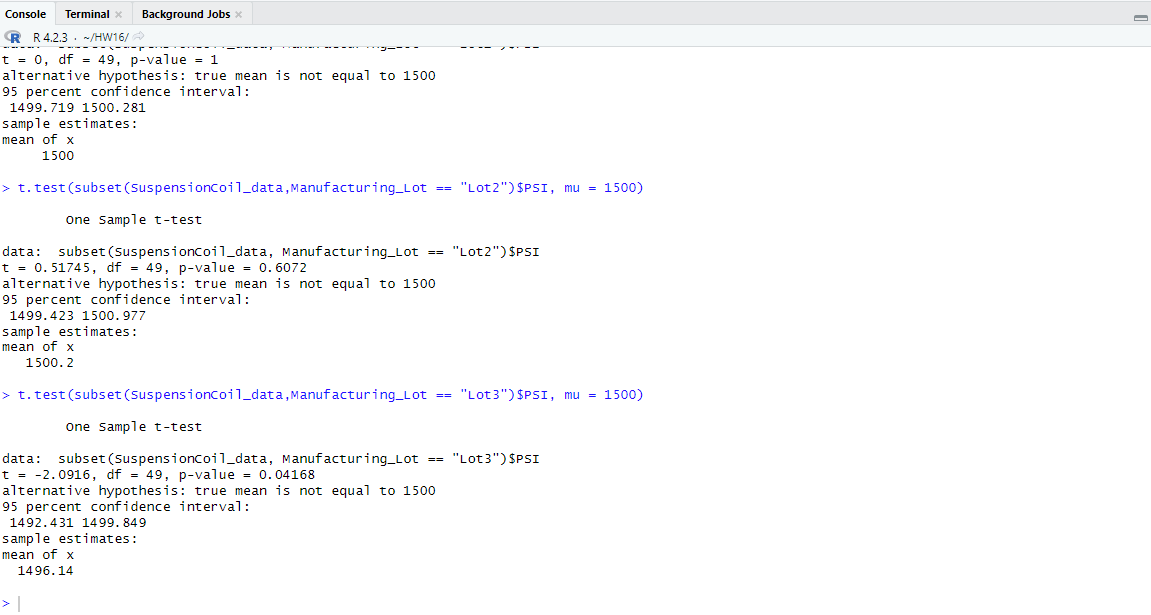 Console Terminal Background Jobs
R 4.2.3 · ~/HW16/
t = 0, df = 49, p-value = 1
alternative hypothesis: true mean is not equal to 1500
95 percent confidence interval:
 1499.719 1500.281
sample estimates:
mean of x
     1500
> t.test(subset(SuspensionCoil_data,Manufacturing_Lot == "Lot2")$PSI, mu = 1500)
        One Sample t-test
data:  subset(SuspensionCoil_data, Manufacturing_Lot == "Lot2")$PSI
t = 0.51745, df = 49, p-value = 0.6072
alternative hypothesis: true mean is not equal to 1500
95 percent confidence interval:
 1499.423 1500.977
sample estimates:
mean of x
   1500.2
> t.test(subset(SuspensionCoil_data,Manufacturing_Lot == "Lot3")$PSI, mu = 1500)
        One Sample t-test
data:  subset(SuspensionCoil_data, Manufacturing_Lot == "Lot3")$PSI
t = -2.0916, df = 49, p-value = 0.04168
alternative hypothesis: true mean is not equal to 1500
95 percent confidence interval:
 1492.431 1499.849
sample estimates:
mean of x
  1496.14
>